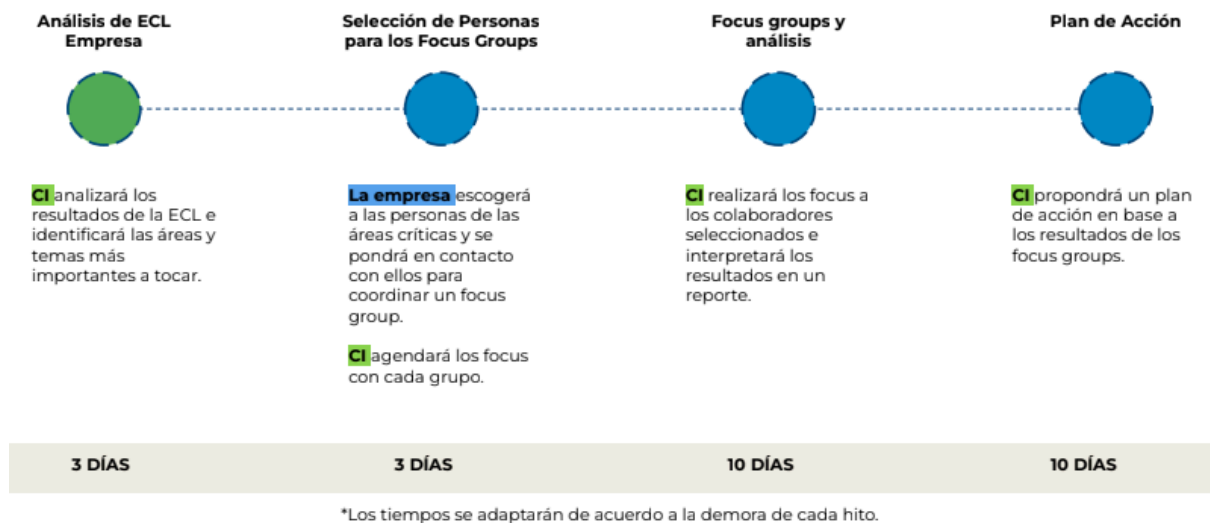 Análisis de ECL
Empresa
Selección de Personas
para los Focus Groups
Focus groups y
análisis
Plan de Acción
CI analizará los
resultados de la ECL e
identificará las áreas y
temas más
importantes a tocar.
La empresa escogerá
a las personas de las
áreas críticas y se
pondrá en contacto
con ellos para
coordinar un focus
group.
CI agendará los focus
con cada grupo.
CI realizará los focus a
los colaboradores
seleccionados e
interpretará los
resultados en un
reporte.
CI propondrá un plan
de acción en base a
los resultados de los
focus groups.
3 DÍAS
3 DÍAS
10 DÍAS
10 DÍAS
*Los tiempos se adaptarán de acuerdo a la demora de cada hito.